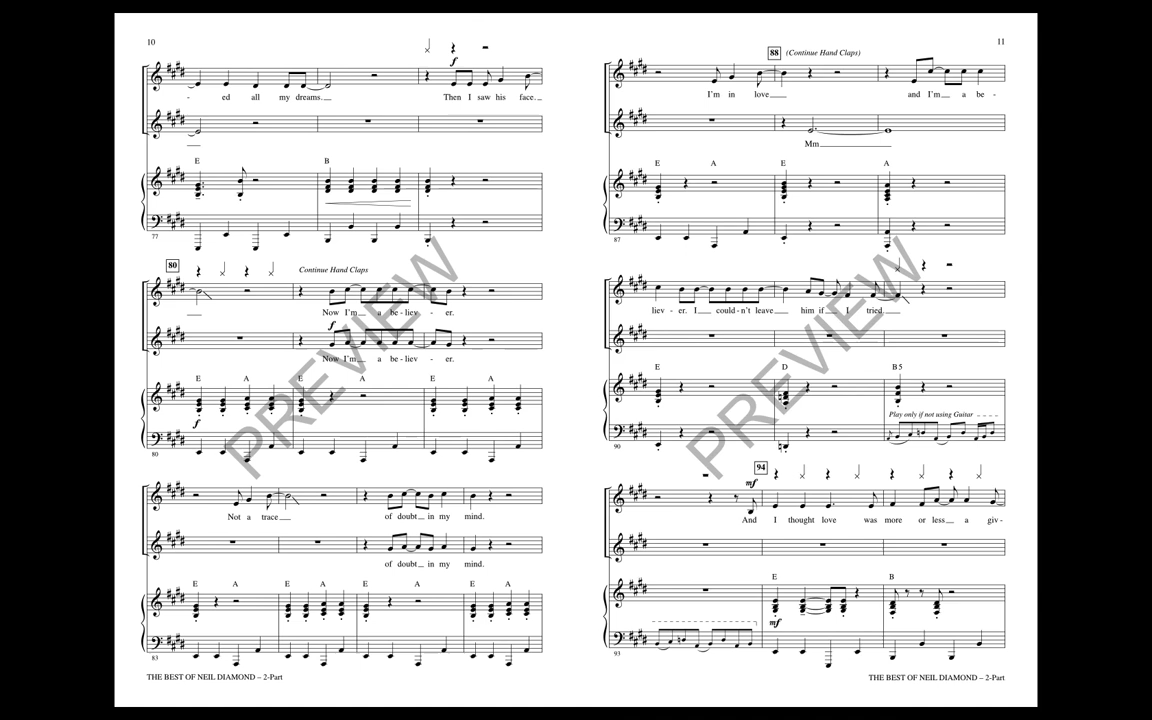 10
f
- ed all my dreams. Then I saw his face.
E B
77
80 Continue Hand Claps
Now I'm a be - liev - er.
f
Now I'm a be - liev - er.
E A E A E A
f
80
Not a trace of doubt in my mind.
of doubt in my mind.
E A E A E A E A
83
THE BEST OF NEIL DIAMOND – 2-Part
PREVIEW
11
88 (Continue Hand Claps)
I'm in love and I'm a be -
Mm
E A E A
87
liev - er. I could - n't leave him if I tried.
E D B5
Play only if not using Guitar
90
94 mf
And I thought love was more or less a giv -
E B
mf
93
THE BEST OF NEIL DIAMOND – 2-Part
PREVIEW